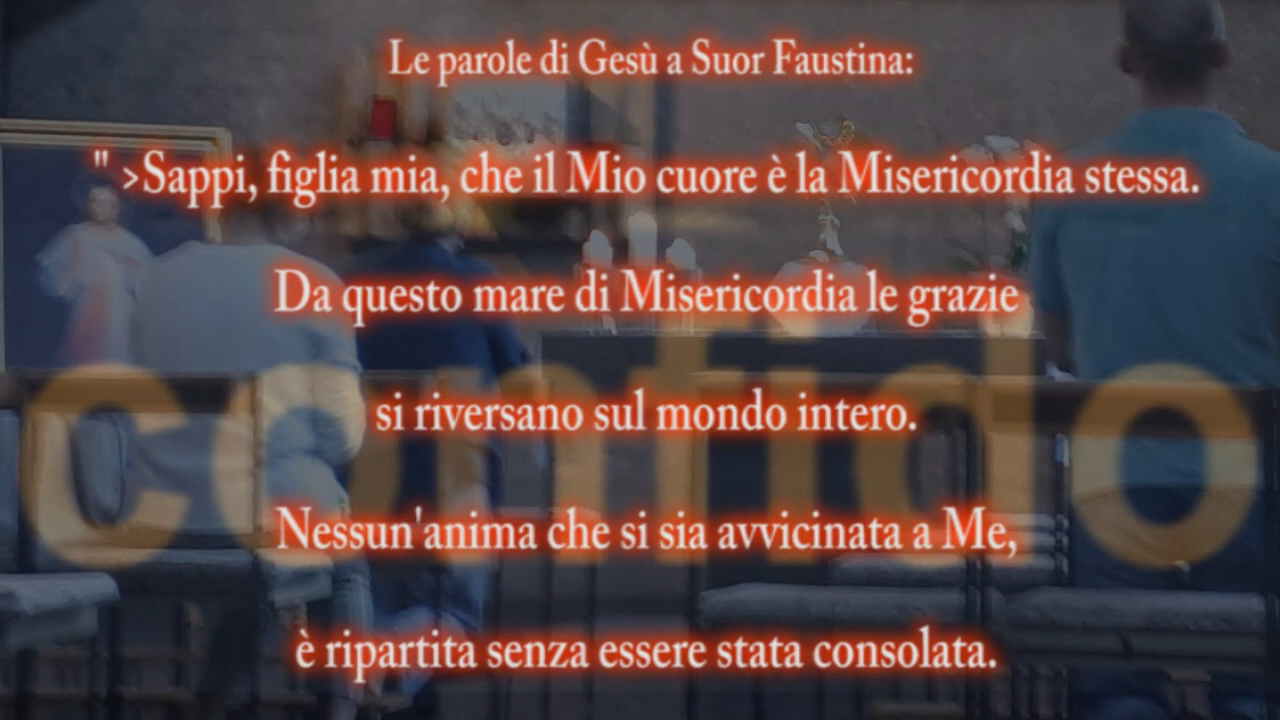 Le parole di Gesù a Suor Faustina:
" >Sappi, figlia mia, che il Mio cuore è la Misericordia stessa.
Da questo mare di Misericordia le grazie
si riversano sul mondo intero.
confido
Nessun'anima che si sia avvicinata a Me,
è ripartita senza essere stata consolata.